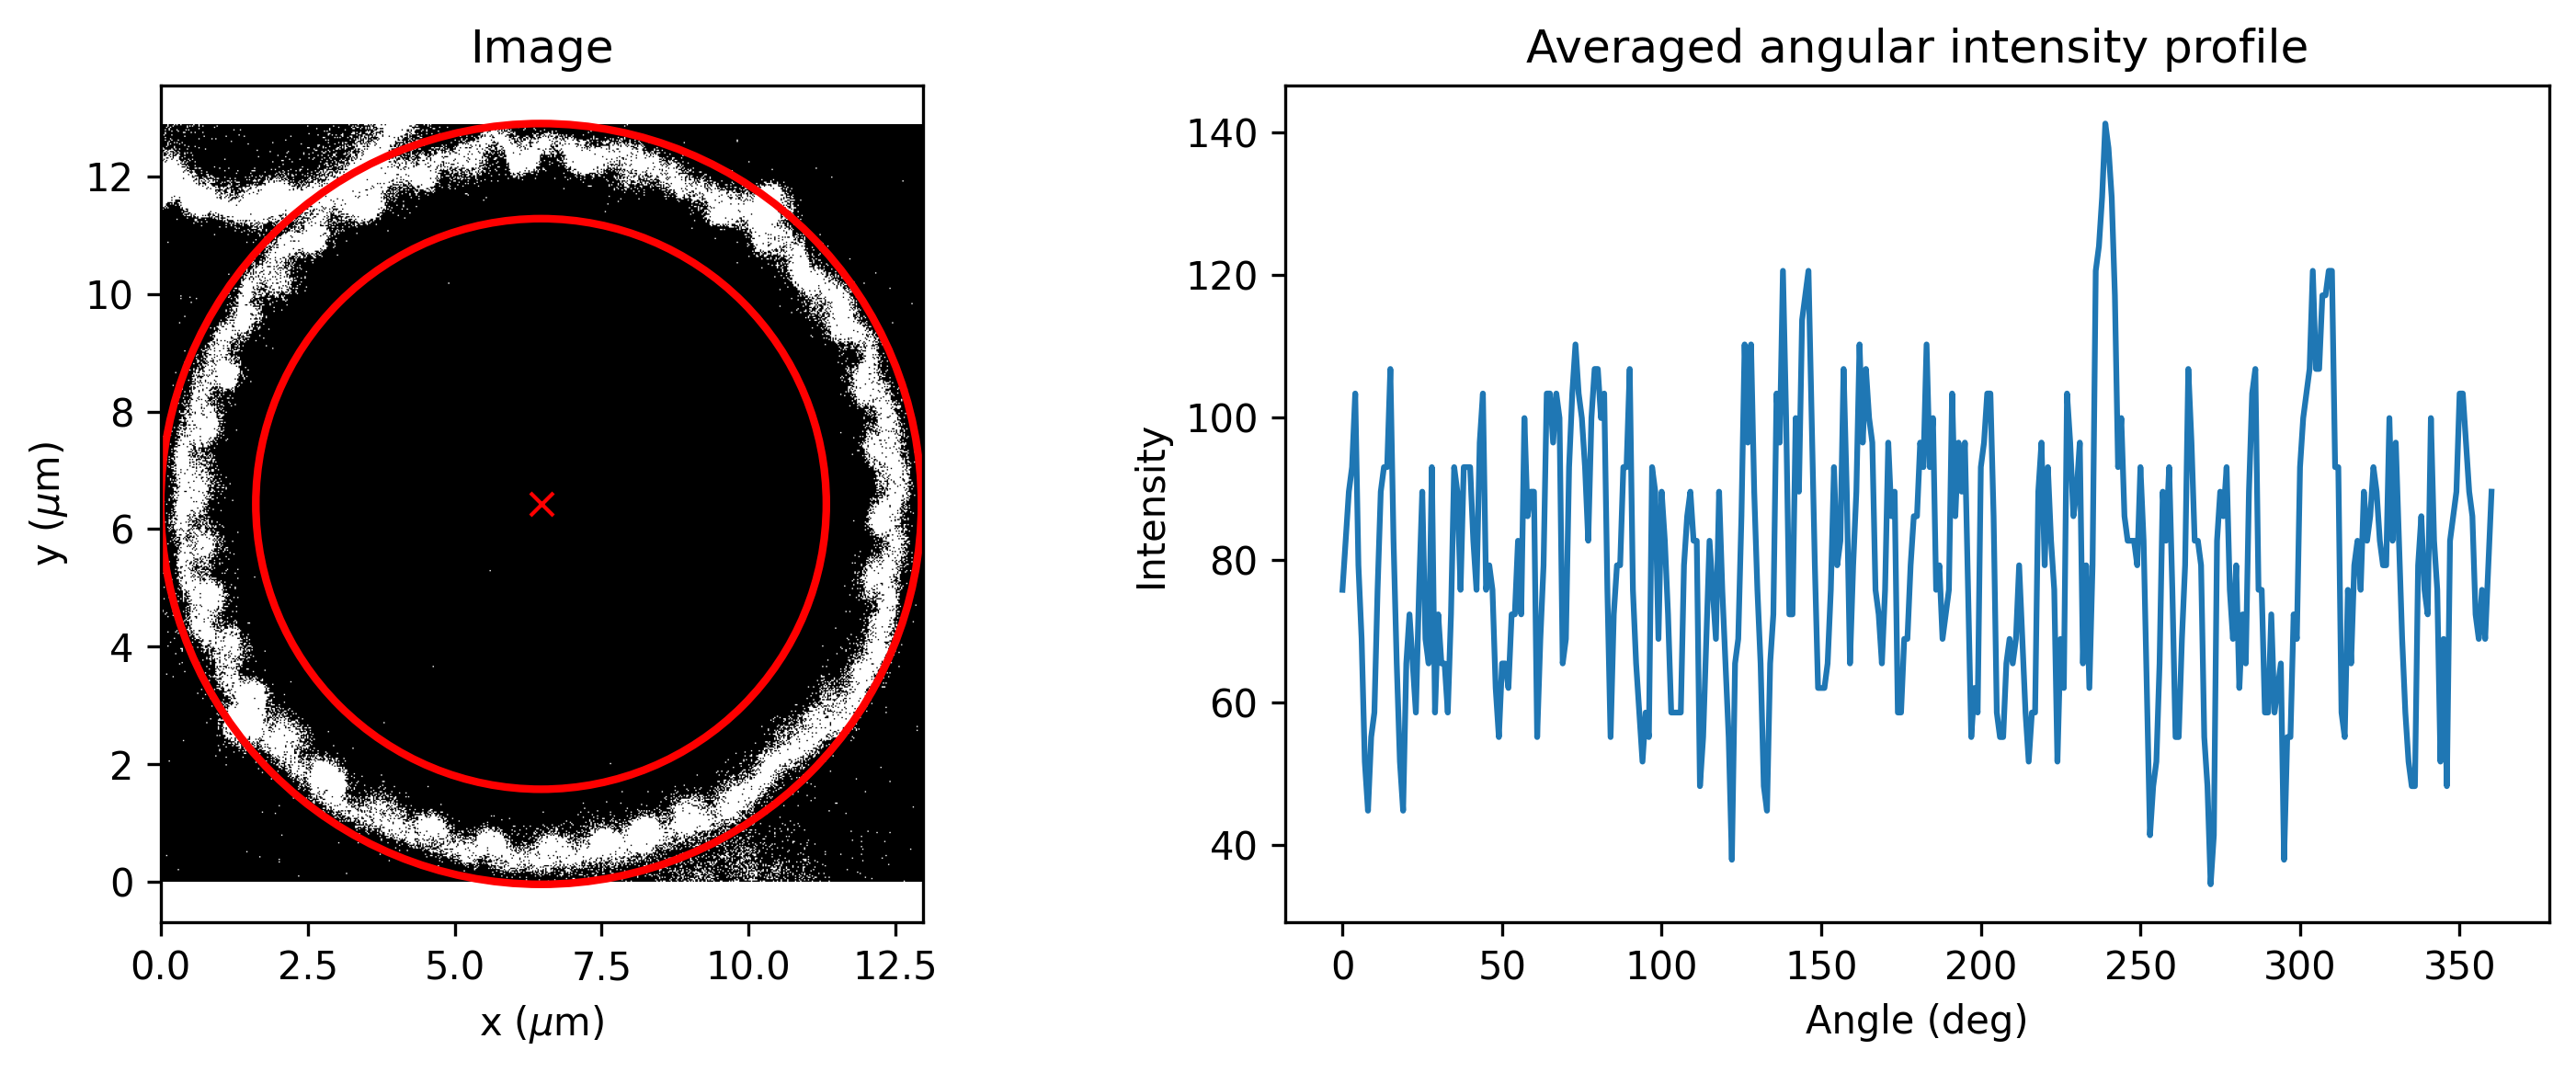 Image
y (μm)
12
10
8
6
4
2
0
0.0 2.5 5.0 7.5 10.0 12.5
x (μm)
Averaged angular intensity profile
Intensity
140
120
100
80
60
40
0 50 100 150 200 250 300 350
Angle (deg)